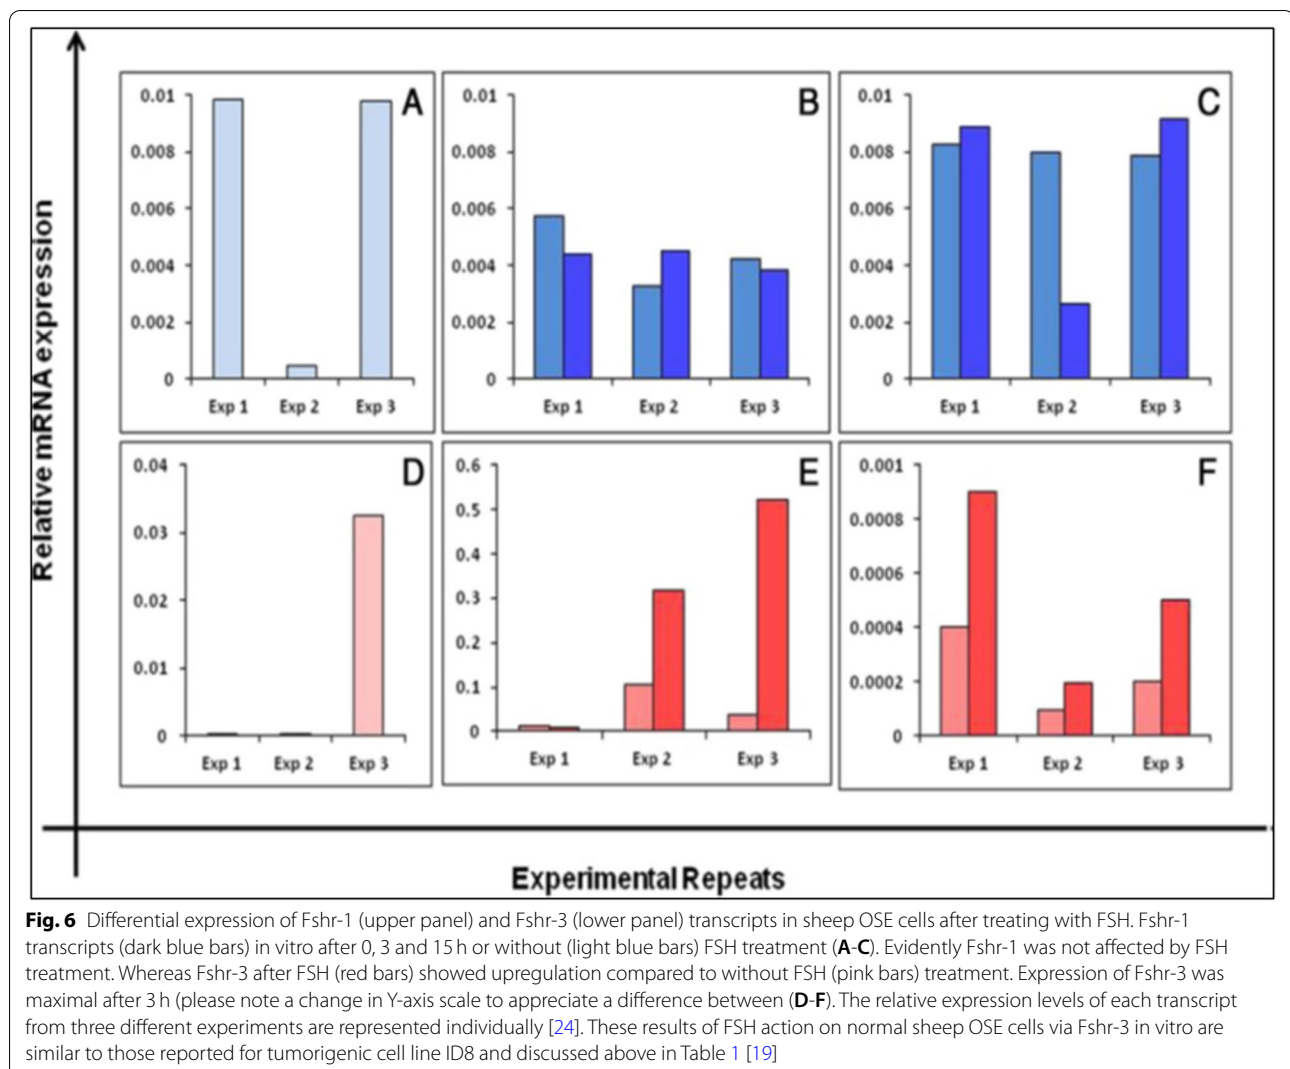 Relative mRNA expression
A
0.01
0.008
0.006
0.004
0.002
0
Exp 1 Exp 2 Exp 3
B
0.01
0.008
0.006
0.004
0.002
0
Exp 1 Exp 2 Exp 3
C
0.01
0.008
0.006
0.004
0.002
0
Exp 1 Exp 2 Exp 3
D
0.04
0.03
0.02
0.01
0
Exp 1 Exp 2 Exp 3
E
0.6
0.5
0.4
0.3
0.2
0.1
0
Exp 1 Exp 2 Exp 3
F
0.001
0.0008
0.0006
0.0004
0.0002
0
Exp 1 Exp 2 Exp 3
Experimental Repeats
Fig. 6 Differential expression of Fshr-1 (upper panel) and Fshr-3 (lower panel) transcripts in sheep OSE cells after treating with FSH. Fshr-1
transcripts (dark blue bars) in vitro after 0, 3 and 15 h or without (light blue bars) FSH treatment (A-C). Evidently Fshr-1 was not affected by FSH
treatment. Whereas Fshr-3 after FSH (red bars) showed upregulation compared to without FSH (pink bars) treatment. Expression of Fshr-3 was
maximal after 3 h (please note a change in Y-axis scale to appreciate a difference between (D-F). The relative expression levels of each transcript
from three different experiments are represented individually [24]. These results of FSH action on normal sheep OSE cells via Fshr-3 in vitro are
similar to those reported for tumorigenic cell line ID8 and discussed above in Table 1 [19]